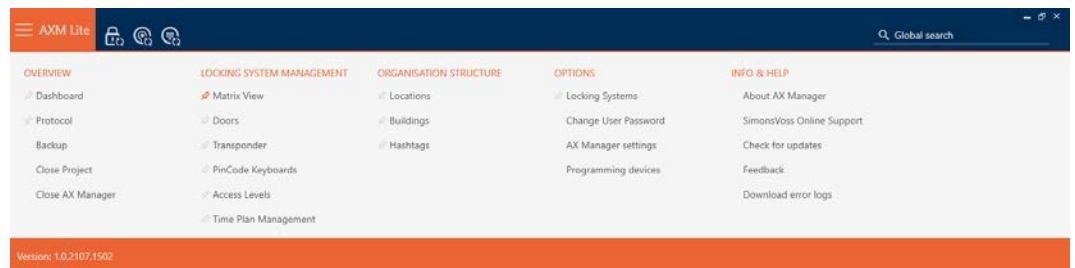 AXM Lite
Global search
OVERVIEW
Dashboard
Protocol
Backup
Close Project
Close AX Manager
LOCKING SYSTEM MANAGEMENT
Matrix View
Doors
Transponder
PinCode Keyboards
Access Levels
Time Plan Management
ORGANISATION STRUCTURE
Locations
Buildings
Hashtags
OPTIONS
Locking Systems
Change User Password
AX Manager settings
Programming devices
INFO & HELP
About AX Manager
SimonsVoss Online Support
Check for updates
Feedback
Download error logs
Version: 1.0.2107.1502